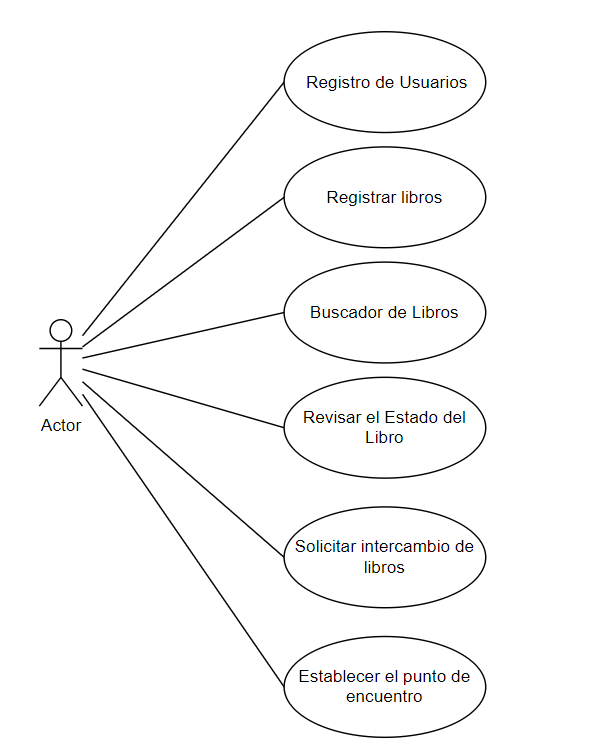 Registro de Usuarios
Registrar libros
Buscador de Libros
Revisar el Estado del
Libro
Actor
Solicitar intercambio de
libros
Establecer el punto de
encuentro